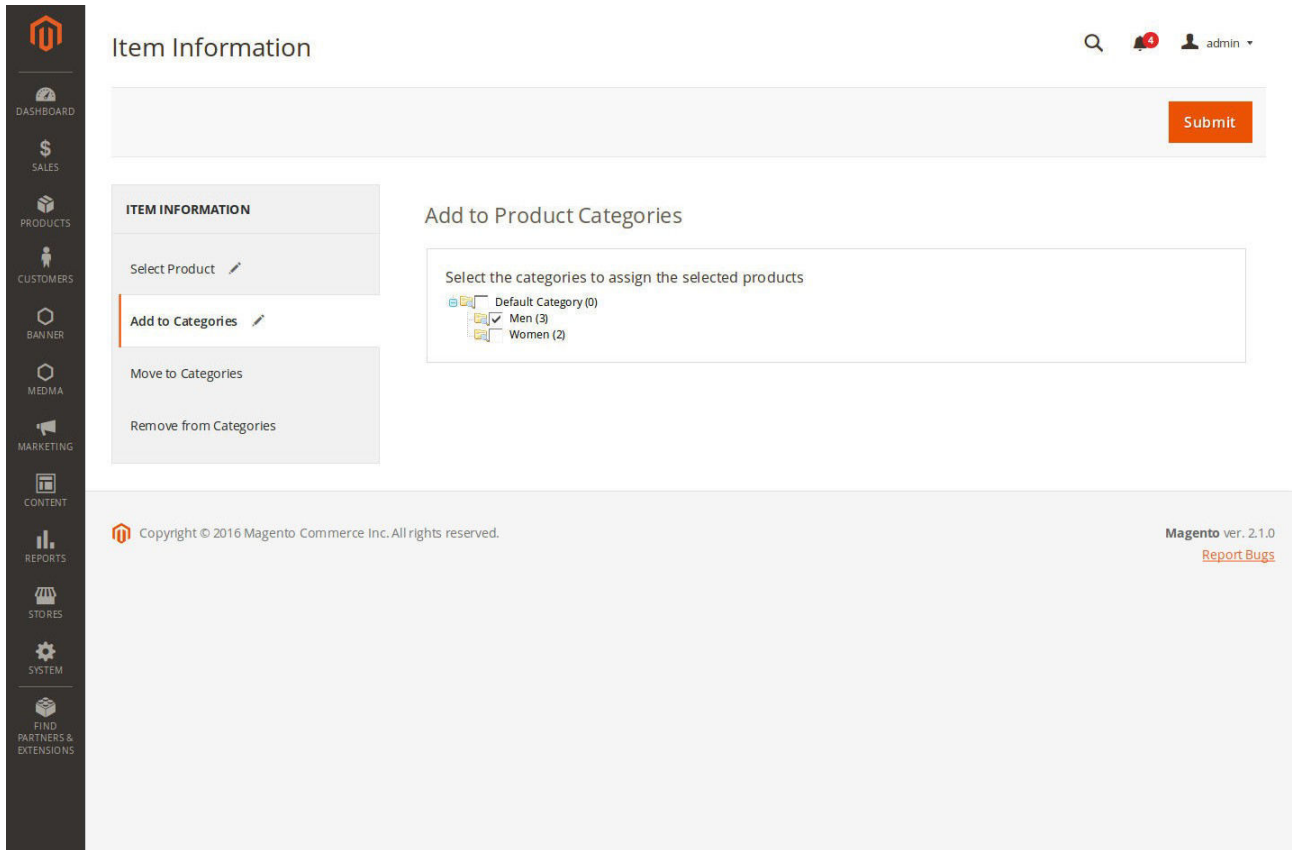 Item Information
4
admin
DASHBOARD
SALES
PRODUCTS
CUSTOMERS
BANNER
MEDMA
MARKETING
CONTENT
REPORTS
STORES
SYSTEM
FIND
PARTNERS &
EXTENSIONS
Submit
ITEM INFORMATION
Select Product
Add to Categories
Move to Categories
Remove from Categories
Add to Product Categories
Select the categories to assign the selected products
Default Category (0)
Men (3)
Women (2)
Copyright © 2016 Magento Commerce Inc. All rights reserved.
Magento ver. 2.1.0
Report Bugs